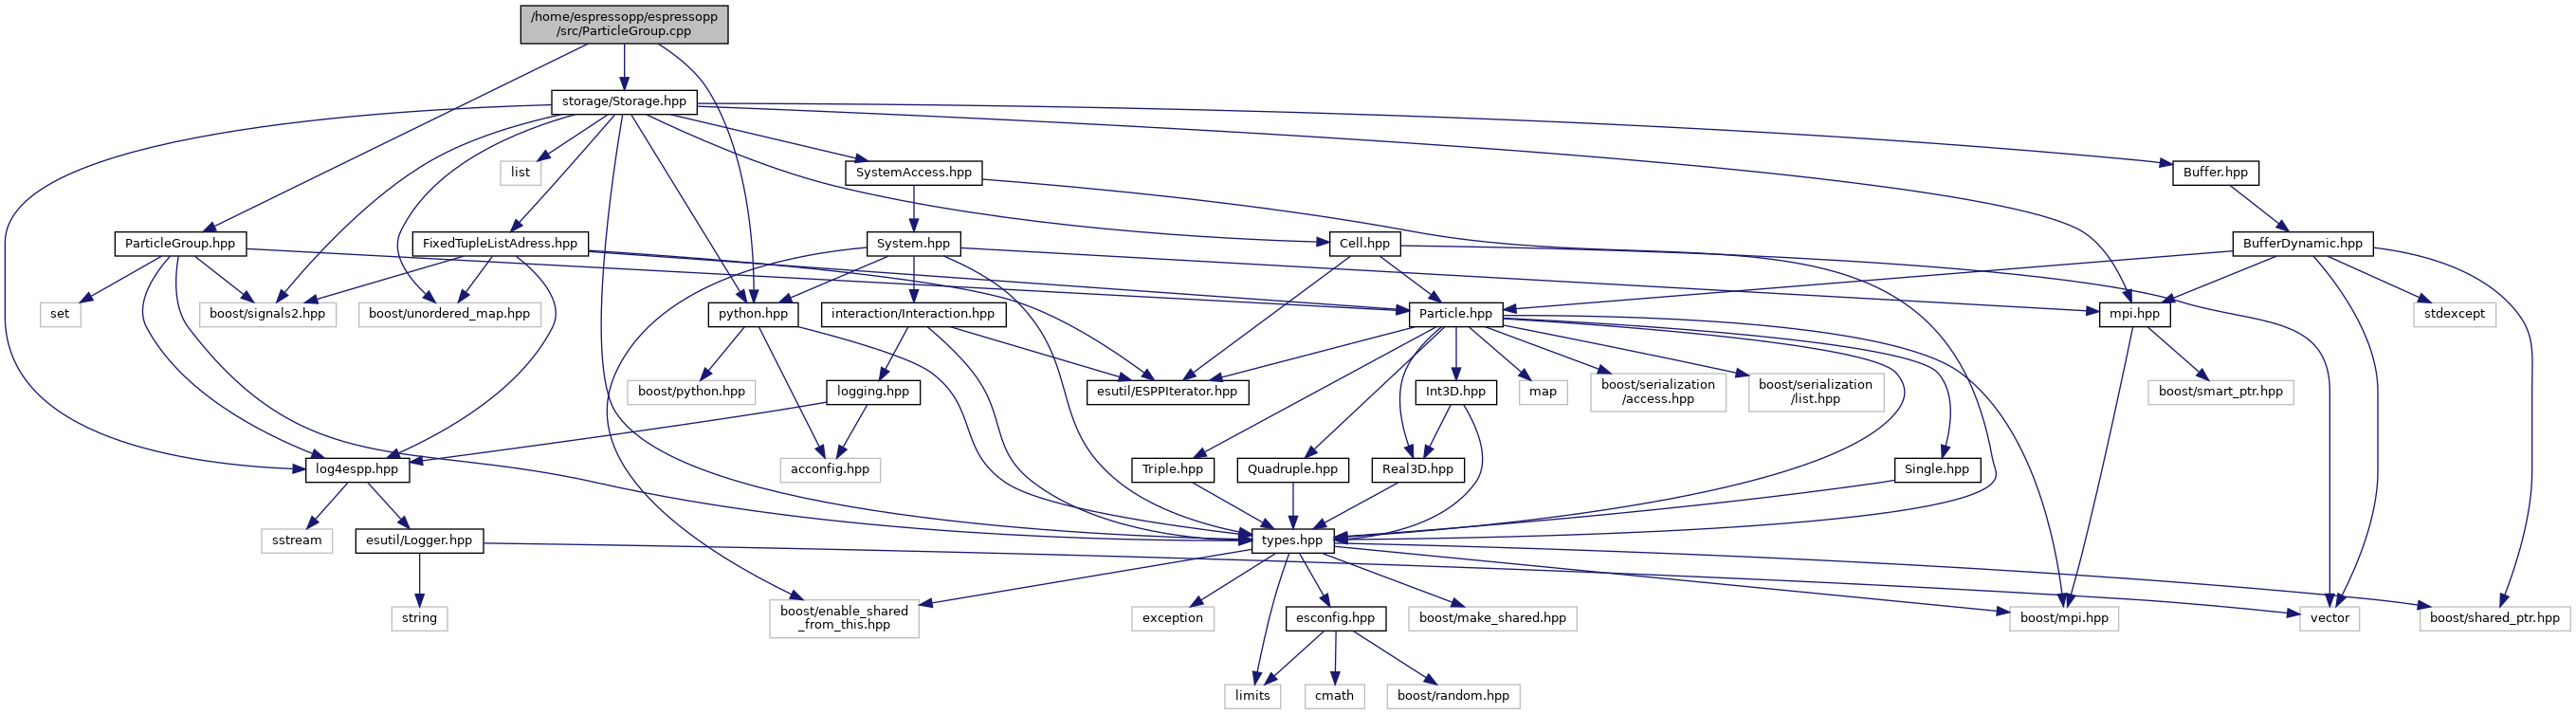 /home/espressopp/espressopp
/src/ParticleGroup.cpp
storage/Storage.hpp
list
SystemAccess.hpp
Buffer.hpp
ParticleGroup.hpp
FixedTupleListAdress.hpp
System.hpp
Cell.hpp
BufferDynamic.hpp
set
boost/signals2.hpp
boost/unordered_map.hpp
python.hpp
interaction/Interaction.hpp
Particle.hpp
mpi.hpp
stdexcept
boost/python.hpp
logging.hpp
esutil/ESPPIterator.hpp
Int3D.hpp
map
boost/serialization
/access.hpp
boost/serialization
/list.hpp
boost/smart_ptr.hpp
log4espp.hpp
acconfig.hpp
Triple.hpp
Quadruple.hpp
Real3D.hpp
Single.hpp
sstream
esutil/Logger.hpp
types.hpp
string
boost/enable_shared
_from_this.hpp
exception
esconfig.hpp
boost/make_shared.hpp
boost/mpi.hpp
vector
boost/shared_ptr.hpp
limits
cmath
boost/random.hpp